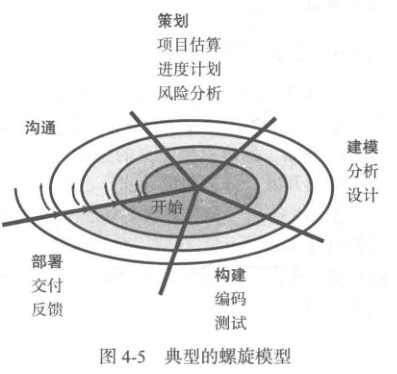 策划
项目估算
进度计划
风险分析
沟通
建模
分析
设计
开始
部署
交付
反馈
构建
编码
测试
图 4-5 典型的螺旋模型